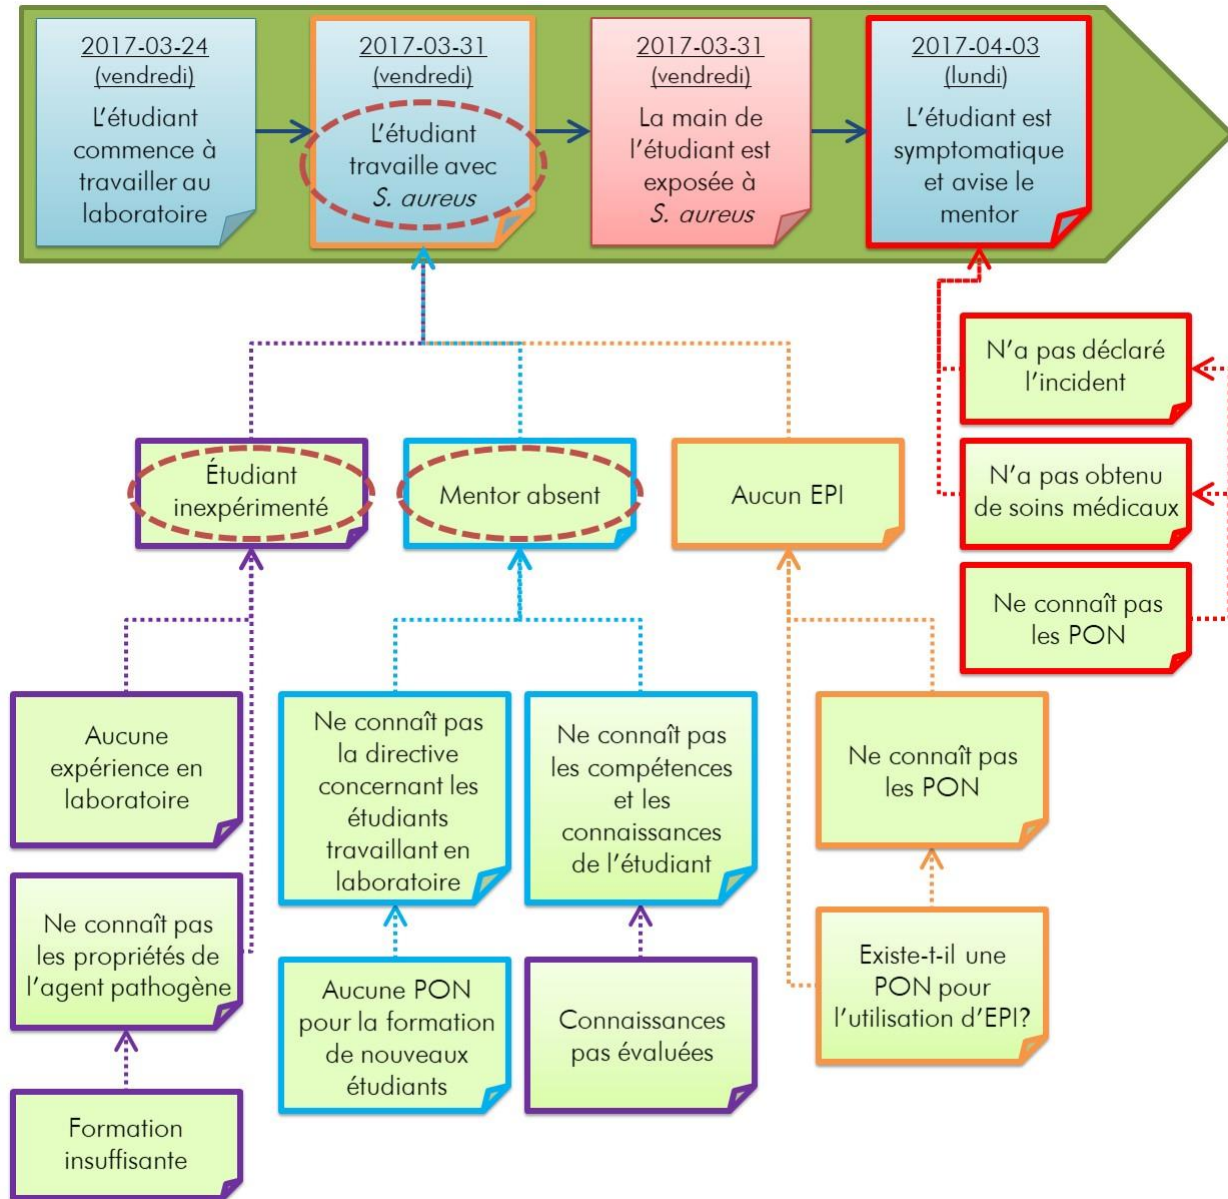 2017-03-24
(vendredi)
L'étudiant
commence à
travailler au
laboratoire
2017-03-31
(vendredi)
L'étudiant
travaille avec
S. aureus
2017-03-31
(vendredi)
La main de
l'étudiant est
exposée à
S. aureus
2017-04-03
(lundi)
L'étudiant est
symptomatique
et avise le
mentor
N'a pas déclaré
l'incident
Étudiant
inexpérimenté
Mentor absent
Aucun EPI
N'a pas obtenu
de soins médicaux
Ne connaît pas
les PON
Aucune
expérience en
laboratoire
Ne connaît pas
la directive
concernant les
étudiants
travaillant en
laboratoire
Ne connaît pas
les compétences
et les
connaissances
de l'étudiant
Ne connaît pas
les PON
Ne connaît pas
les propriétés de
l'agent pathogène
Aucune PON
pour la formation
de nouveaux
étudiants
Connaissances
pas évaluées
Existe-t-il une
PON pour
l'utilisation d'EPI?
Formation
insuffisante